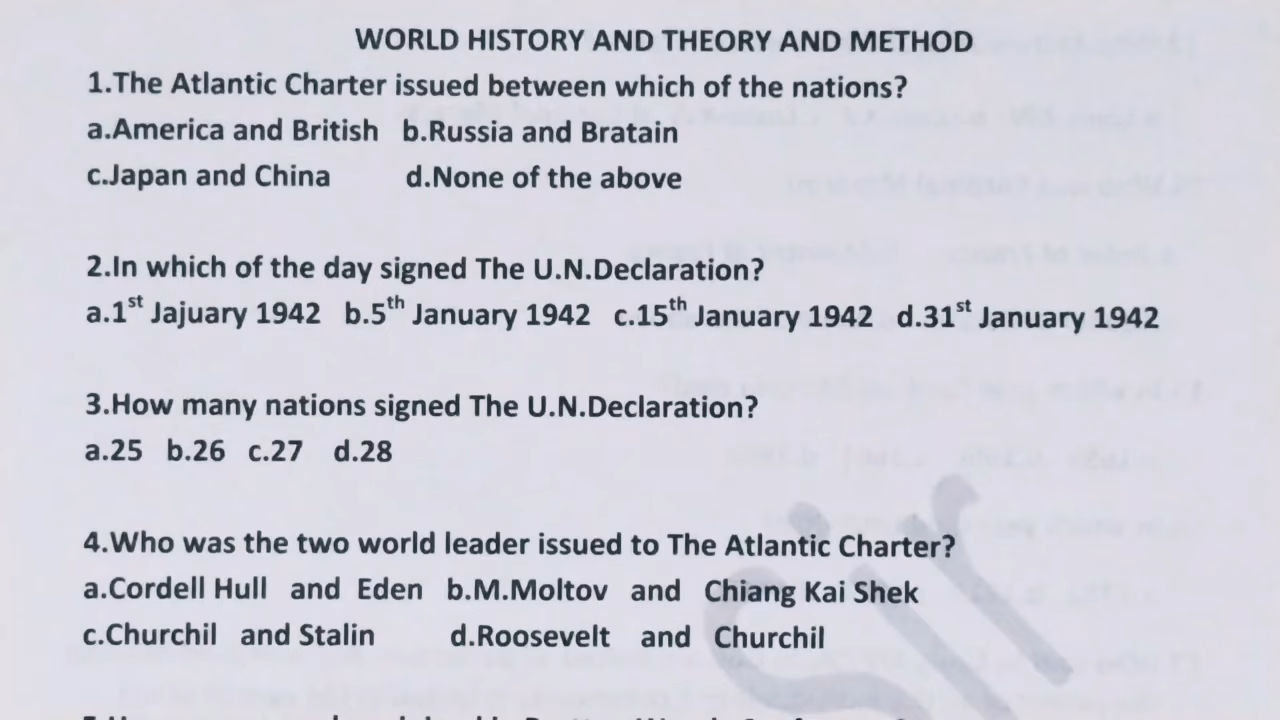 WORLD HISTORY AND THEORY AND METHOD
1.The Atlantic Charter issued between which of the nations?
a.America and British b.Russia and Bratain
c.Japan and China d.None of the above
2.In which of the day signed The U.N.Declaration?
a.1st Jajuary 1942 b.5th January 1942 c.15th January 1942 d.31st January 1942
3.How many nations signed The U.N.Declaration?
a.25 b.26 c.27 d.28
4.Who was the two world leader issued to The Atlantic Charter?
a.Cordell Hull and Eden b.M.Moltov and Chiang Kai Shek
c.Churchil and Stalin d.Roosevelt and Churchil
Sir